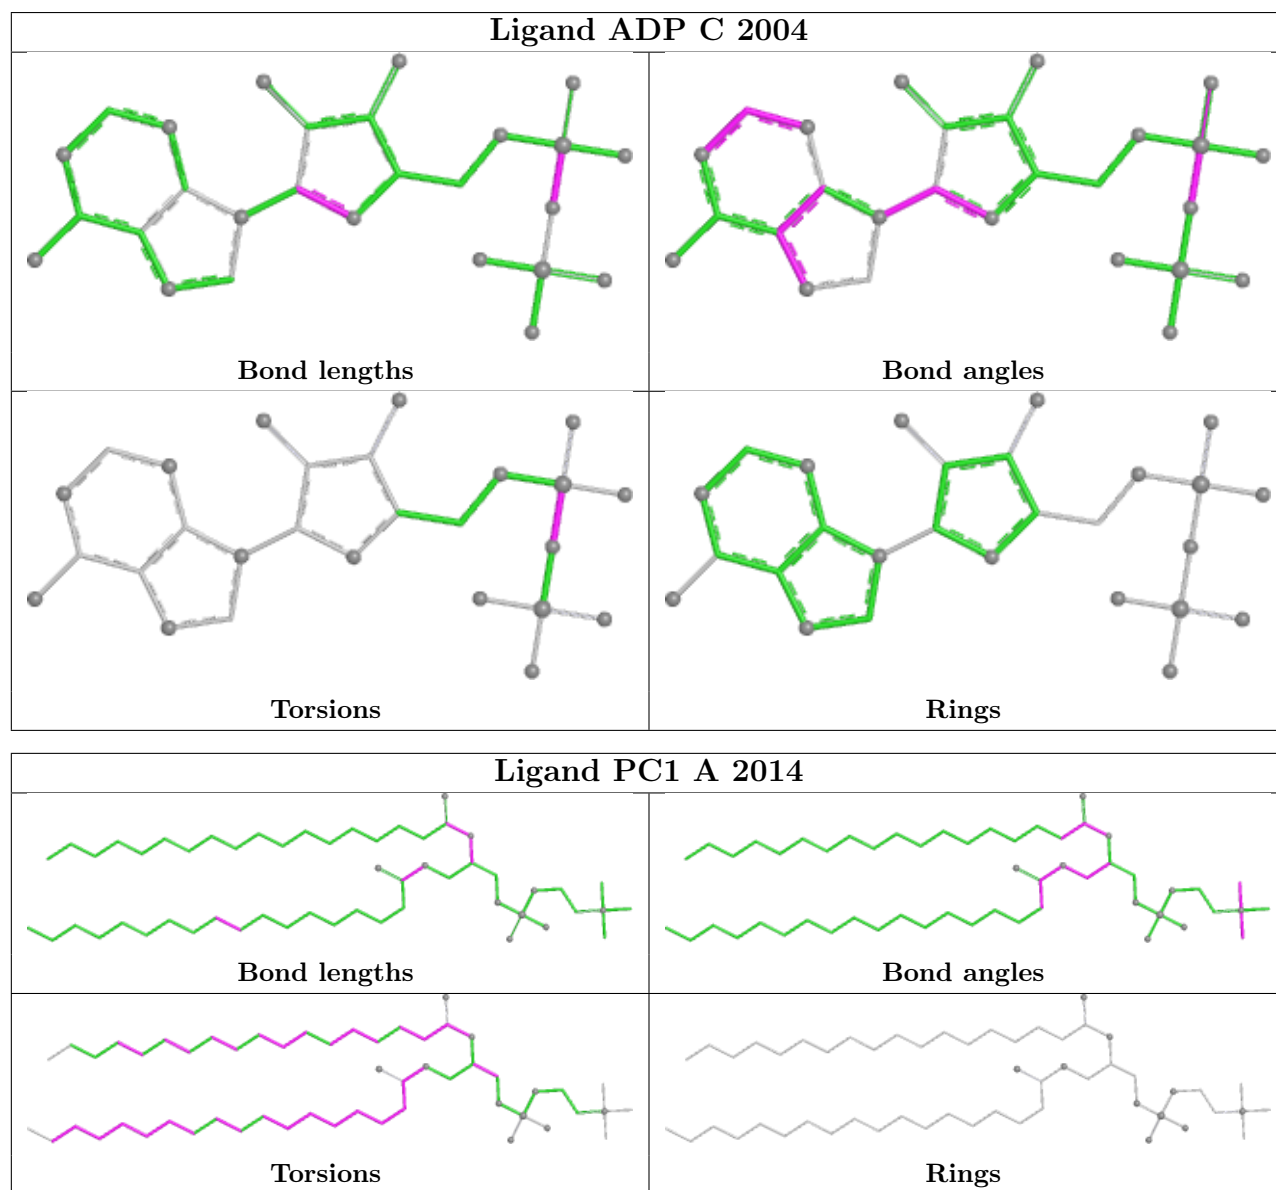 Ligand ADP C 2004
Bond lengths
Bond angles
Torsions
Rings
Ligand PC1 A 2014
Bond lengths
Bond angles
Torsions
Rings